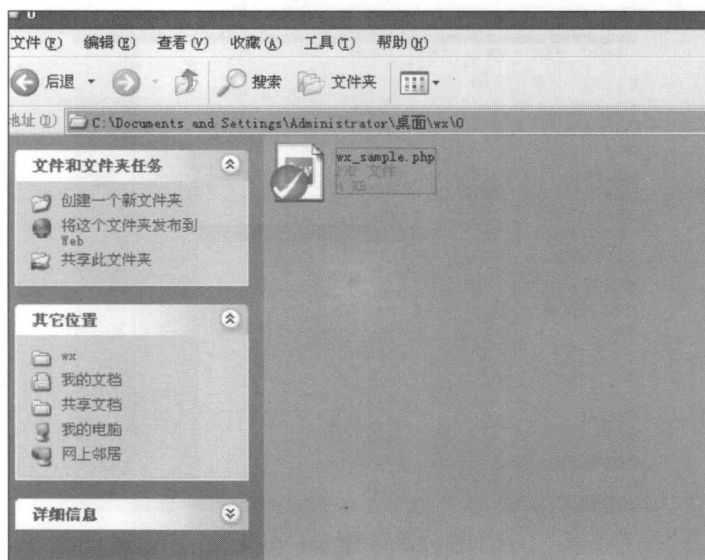 0
文件(F) 编辑(E) 查看(V) 收藏(A) 工具(T) 帮助(H)
后退 搜索 文件夹
地址(D) C:\Documents and Settings\Administrator\桌面\wx\0
文件和文件夹任务
创建一个新文件夹
将这个文件夹发布到
Web
共享此文件夹
其它位置
wx
我的文档
共享文档
我的电脑
网上邻居
详细信息
wx_sample.php
PHP 文件
4 KB